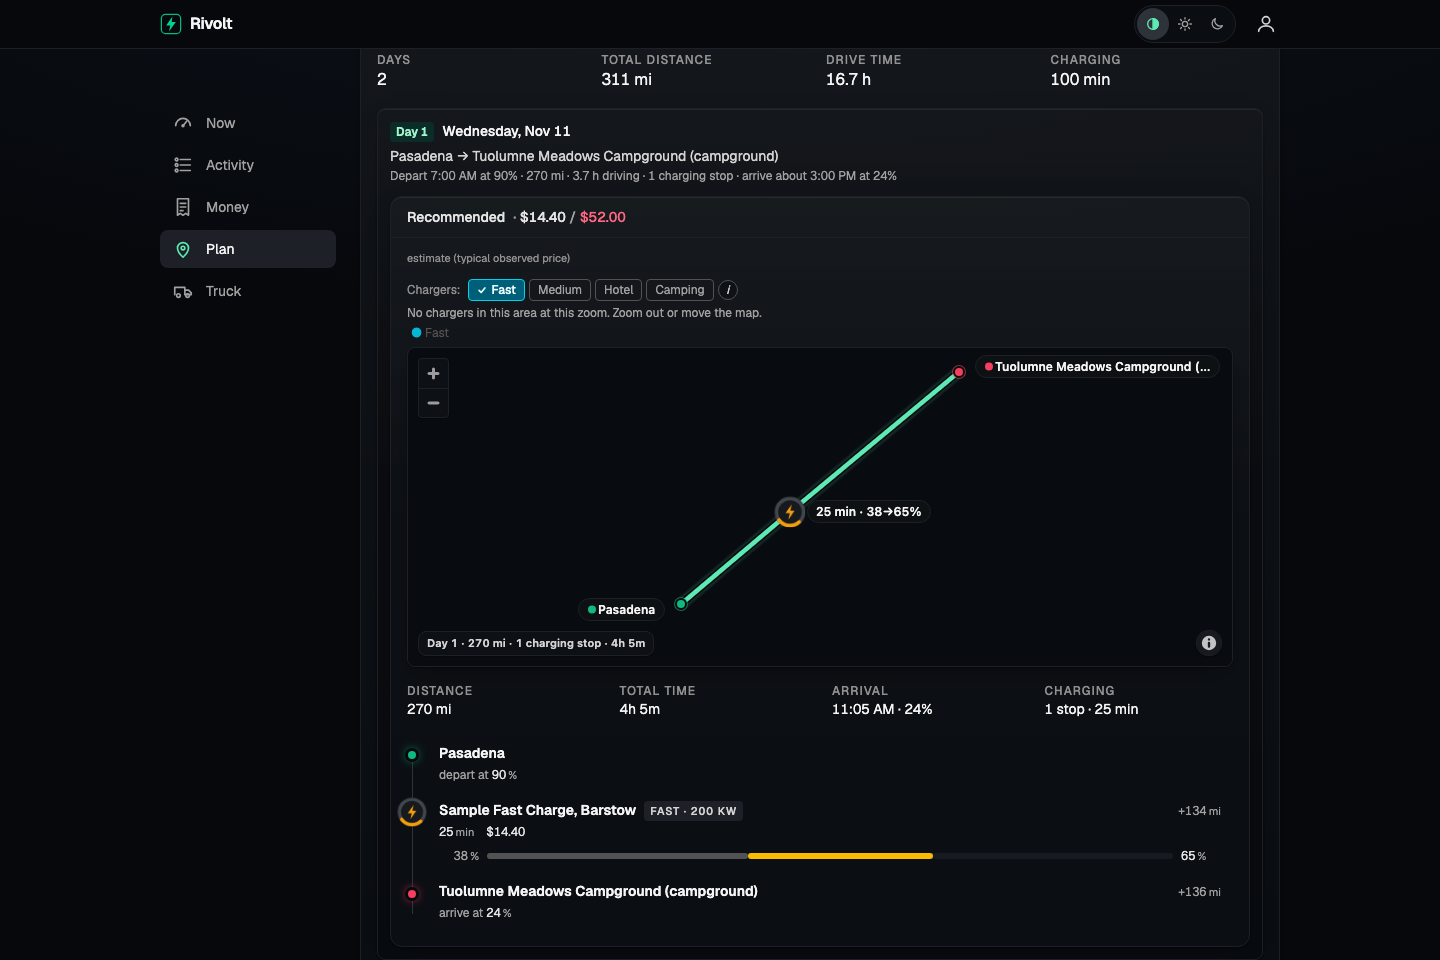 Rivolt
DAYS
2
TOTAL DISTANCE
311 mi
DRIVE TIME
16.7 h
CHARGING
100 min
Now
Activity
Money
Plan
Truck
Day 1 Wednesday, Nov 11
Pasadena → Tuolumne Meadows Campground (campground)
Depart 7:00 AM at 90% · 270 mi · 3.7 h driving · 1 charging stop · arrive about 3:00 PM at 24%
Recommended · $14.40 / $52.00
estimate (typical observed price)
Chargers: ✓ Fast Medium Hotel Camping i
No chargers in this area at this zoom. Zoom out or move the map.
Fast
+
−
Tuolumne Meadows Campground (...
25 min · 38→65%
Pasadena
Day 1 · 270 mi · 1 charging stop · 4h 5m
DISTANCE
270 mi
TOTAL TIME
4h 5m
ARRIVAL
11:05 AM · 24%
CHARGING
1 stop · 25 min
Pasadena
depart at 90 %
Sample Fast Charge, Barstow FAST · 200 KW +134 mi
25 min $14.40
38 % 65 %
Tuolumne Meadows Campground (campground) +136 mi
arrive at 24 %